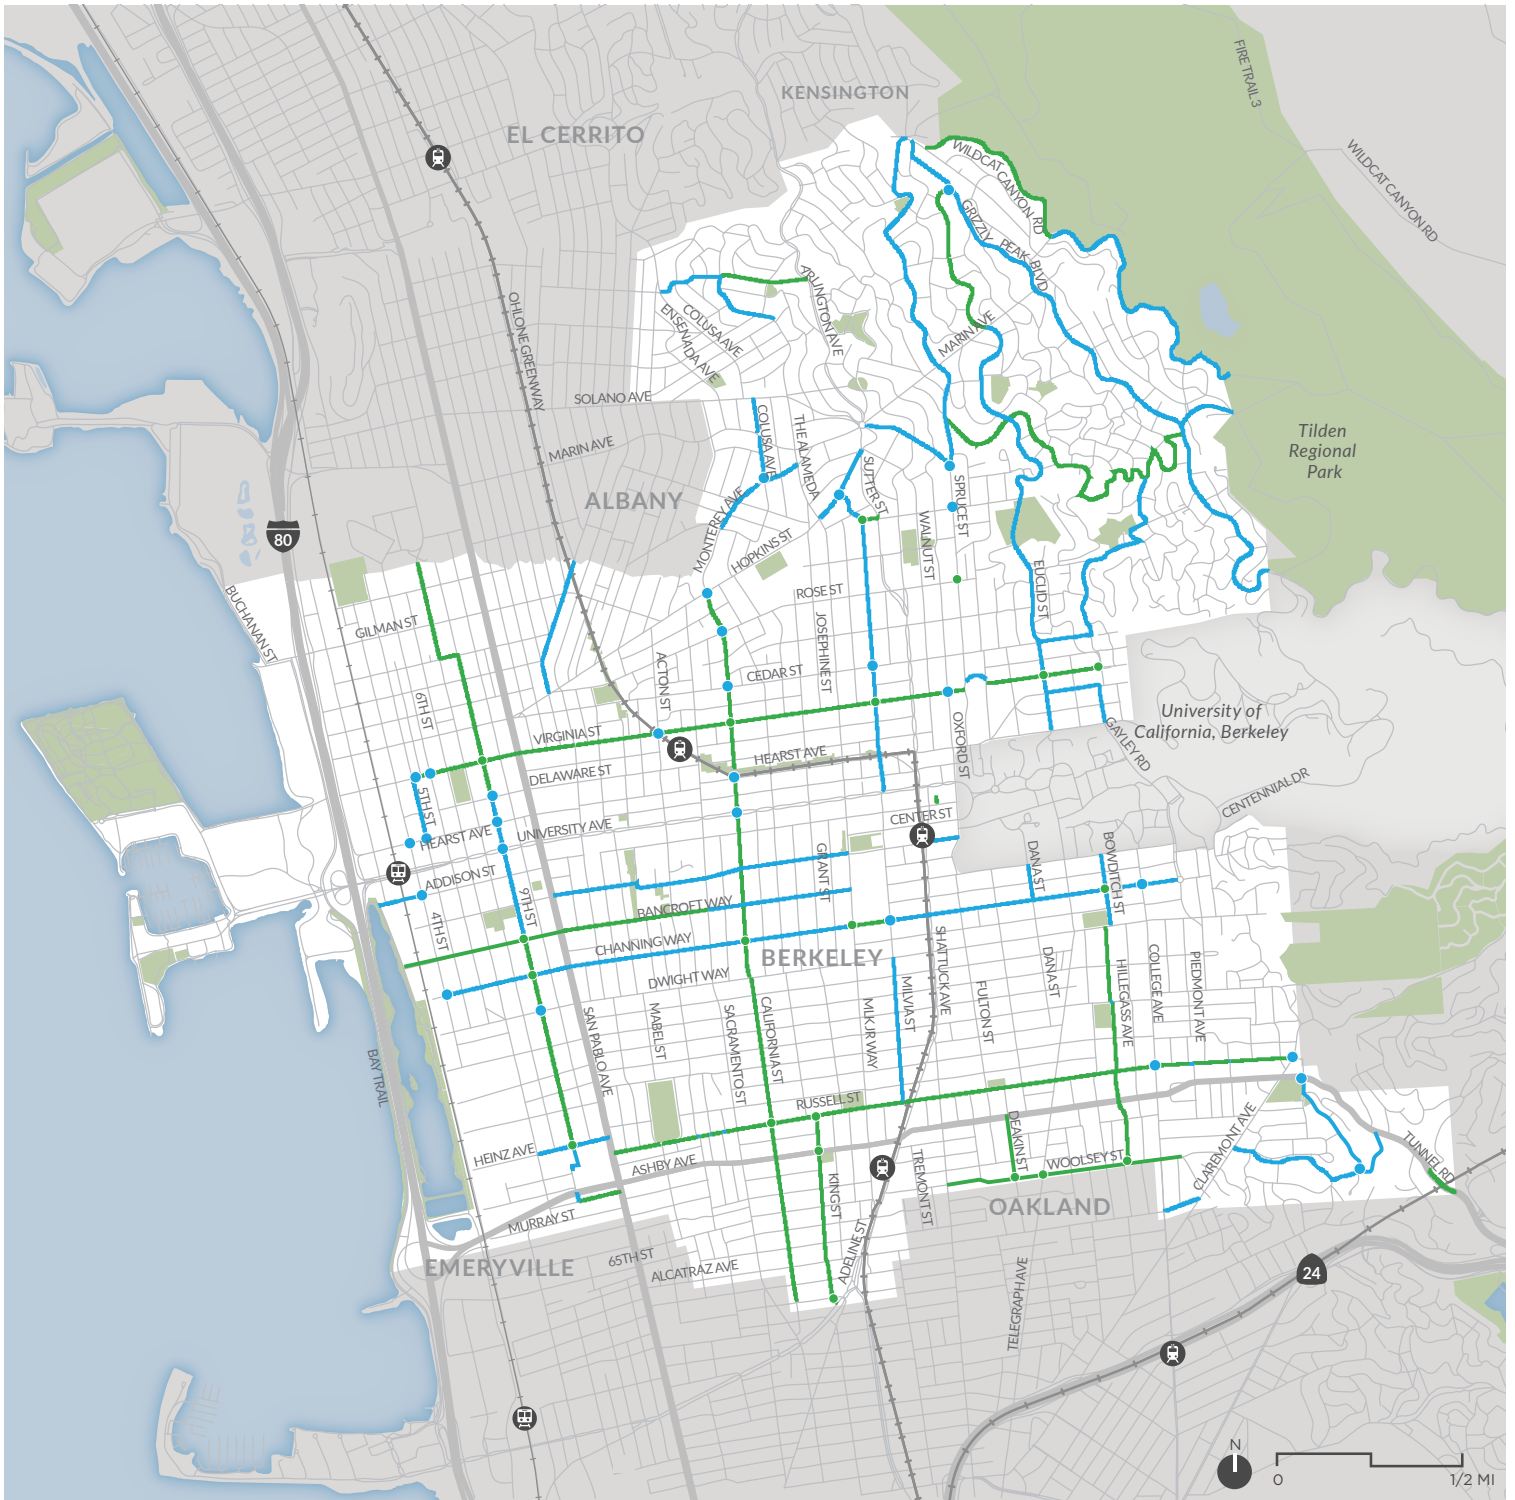 KENSINGTON
EL CERRITO
FIRE TRAIL 3
WILDCAT CANYON RD
WILDCAT
CANYON RD
GRIZZLY
PEAK BLVD
ARLINGTON AVE
OHLONE GREENWAY
COLUSA AVE
ENSENADA AVE
MARIN AVE
SOLANO AVE
COLUSA AVE
THE ALAMEDA
MARIN AVE
Tilden
Regional
Park
ALBANY
SUTTER ST
SPRUCE ST
MONTEREY AVE
WALNUT ST
HOPKINS ST
80
EUCLID ST
BUCHANAN ST
ROSE ST
GILMAN ST
JOSEPHINE ST
ACTON ST
CEDAR ST
6TH ST
University of
California, Berkeley
OXFORD ST
GAYLEY RD
VIRGINIA ST
HEARST AVE
DELAWARE ST
CENTENNIAL DR
5TH ST
CENTER ST
HEARST AVE
UNIVERSITY AVE
BOWDITCH ST
GRANT ST
DANA ST
ADDISON ST
9TH ST
BANCROFT WAY
4TH ST
CHANNING WAY
BERKELEY
SHATTUCK AVE
DANA ST
COLLEGE AVE
PIEDMONT AVE
HILLEGASS AVE
DWIGHT WAY
MILVIA ST
FULTON ST
MLK JR WAY
CALIFORNIA ST
SACRAMENTO ST
MABEL ST
SAN PABLO AVE
BAY TRAIL
RUSSELL ST
DEAKIN ST
CLAREMONT AVE
TUNNEL RD
HEINZ AVE
ASHBY AVE
WOOLSEY ST
TREMONT ST
KING ST
OAKLAND
MURRAY ST
ADELINE ST
EMERYVILLE
65TH ST
ALCATRAZ AVE
TELEGRAPH AVE
24
N
0
1/2 MI